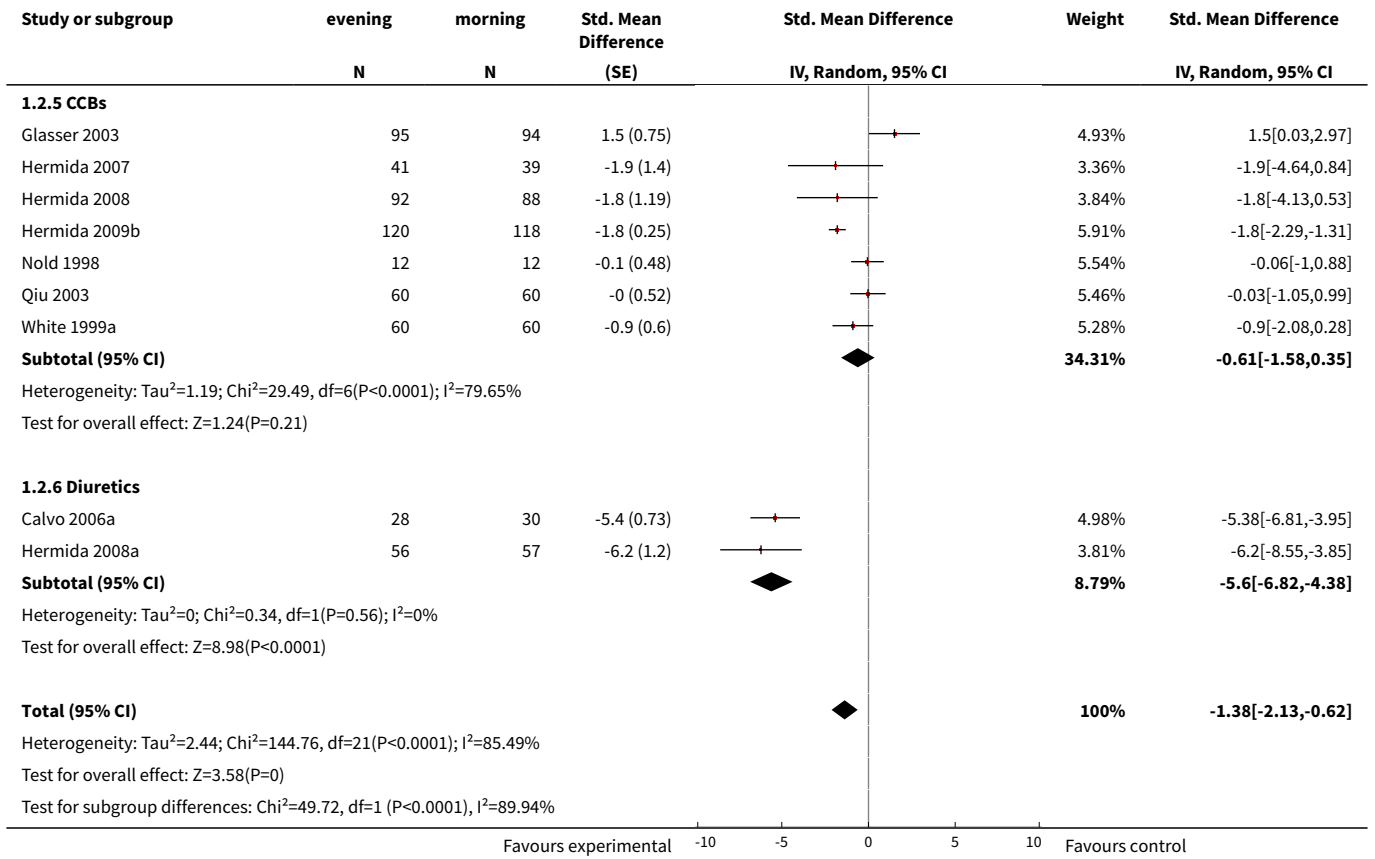 Study or subgroup evening morning Std. Mean Difference Std. Mean Difference Weight Std. Mean Difference
N N (SE) IV, Random, 95% CI IV, Random, 95% CI
1.2.5 CCBs
Glasser 2003 95 94 1.5 (0.75) 4.93% 1.5[0.03,2.97]
Hermida 2007 41 39 -1.9 (1.4) 3.36% -1.9[-4.64,0.84]
Hermida 2008 92 88 -1.8 (1.19) 3.84% -1.8[-4.13,0.53]
Hermida 2009b 120 118 -1.8 (0.25) 5.91% -1.8[-2.29,-1.31]
Nold 1998 12 12 -0.1 (0.48) 5.54% -0.06[-1,0.88]
Qiu 2003 60 60 -0 (0.52) 5.46% -0.03[-1.05,0.99]
White 1999a 60 60 -0.9 (0.6) 5.28% -0.9[-2.08,0.28]
Subtotal (95% CI) 34.31% -0.61[-1.58,0.35]
Heterogeneity: Tau²=1.19; Chi²=29.49, df=6(P<0.0001); I²=79.65%
Test for overall effect: Z=1.24(P=0.21)
1.2.6 Diuretics
Calvo 2006a 28 30 -5.4 (0.73) 4.98% -5.38[-6.81,-3.95]
Hermida 2008a 56 57 -6.2 (1.2) 3.81% -6.2[-8.55,-3.85]
Subtotal (95% CI) 8.79% -5.6[-6.82,-4.38]
Heterogeneity: Tau²=0; Chi²=0.34, df=1(P=0.56); I²=0%
Test for overall effect: Z=8.98(P<0.0001)
Total (95% CI) 100% -1.38[-2.13,-0.62]
Heterogeneity: Tau²=2.44; Chi²=144.76, df=21(P<0.0001); I²=85.49%
Test for overall effect: Z=3.58(P=0)
Test for subgroup differences: Chi²=49.72, df=1 (P<0.0001), I²=89.94%
Favours experimental -10 -5 0 5 10 Favours control